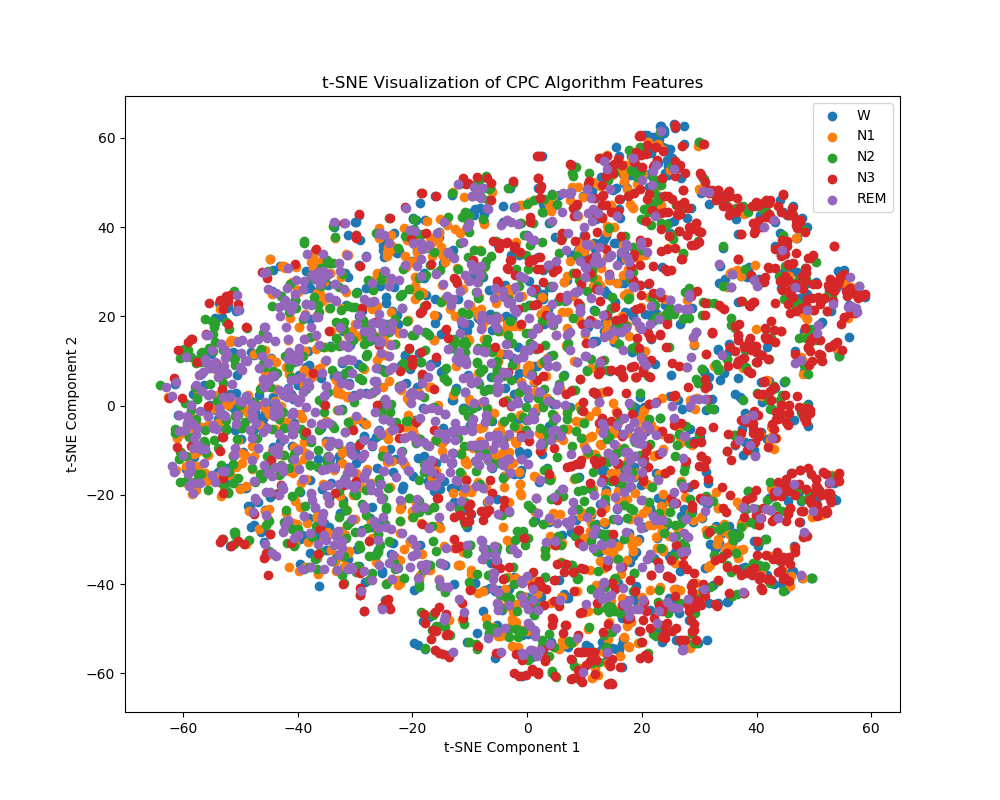 t-SNE Visualization of CPC Algorithm Features
W
N1
N2
N3
REM
60
40
20
0
−20
−40
−60
t-SNE Component 2
−60 −40 −20 0 20 40 60
t-SNE Component 1